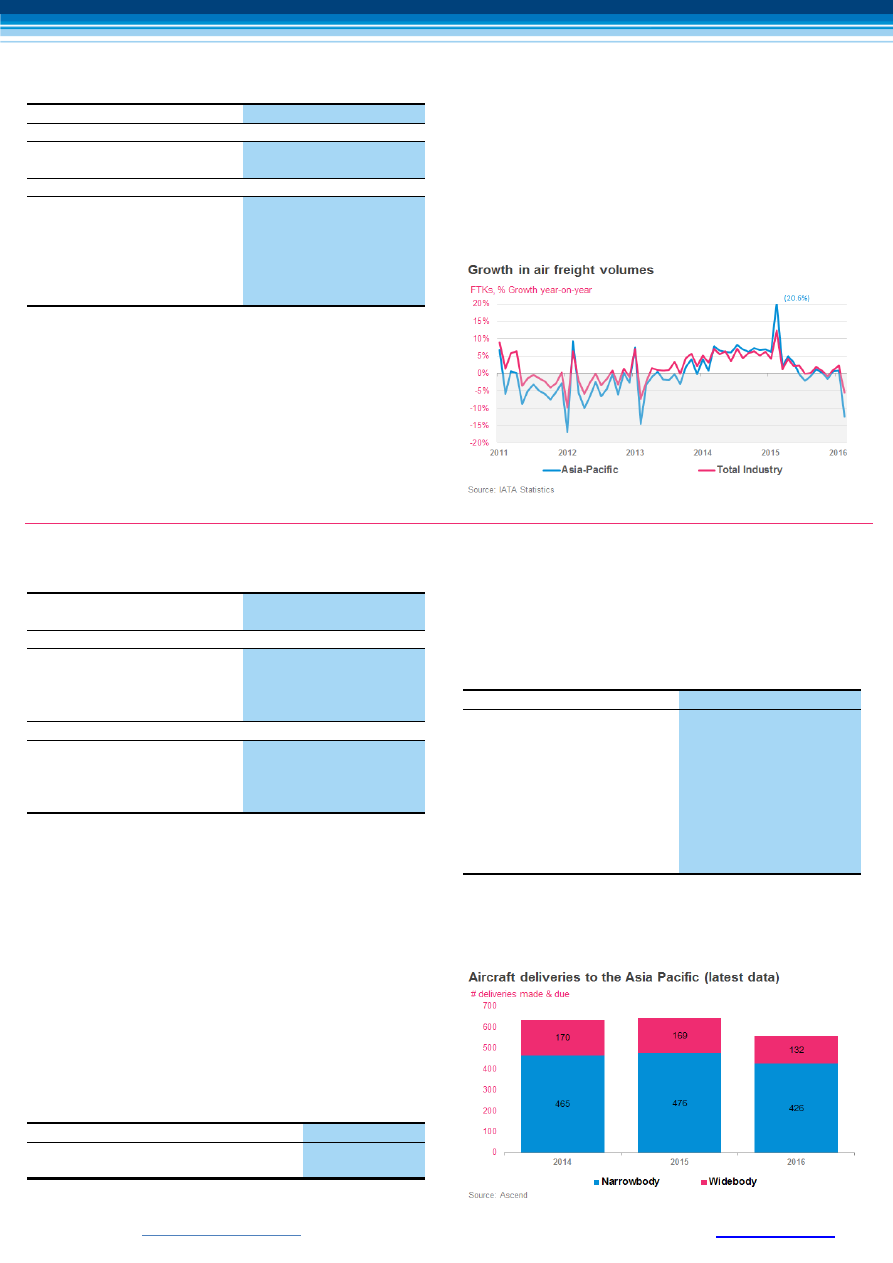 Growth in air freight volumes
FTKs, % Growth year-on-year
(20.6%)
20%
15%
10%
5%
0%
-5%
-10%
-15%
-20%
2011 2012 2013 2014 2015 2016
Asia-Pacific Total Industry
Source: IATA Statistics
Aircraft deliveries to the Asia Pacific (latest data)
# deliveries made & due
700
600
500
400
300
200
100
0
170 169 132
465 476 426
2014 2015 2016
Narrowbody Widebody
Source: Ascend